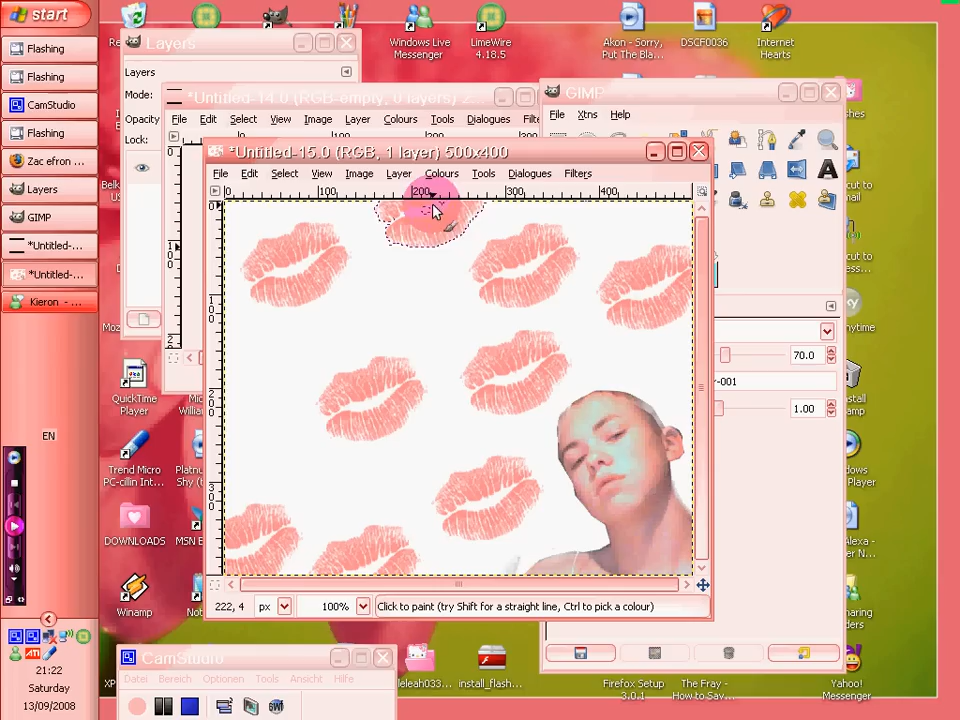 start
Flashing
Flashing
CamStudio
Flashing
Zac efron ...
Layers
GIMP
*Untitled-...
*Untitled-...
Kieron - ...
EN
21:22
Saturday
13/09/2008
Windows Live
Messenger
LimeWire
4.18.5
Akon - Sorry,
Put The Bla...
DSCF0036
Internet
Hearts
Layers
Layers
Mode:
Opacity
Lock:
*Untitled-14.0 (RGB-empty, 0 layers) 2...
File Edit Select View Image Layer Colours Tools Dialogues Filte
GIMP
File Xtns Help
*Untitled-15.0 (RGB, 1 layer) 500x400
File Edit Select View Image Layer Colours Tools Dialogues Filters
0 100 200 300 400
70.0
r-001
1.00
222, 4 px 100% Click to paint (try Shift for a straight line, Ctrl to pick a colour)
QuickTime
Player
Trend Micro
PC-cillin Int...
DOWNLOADS
Winamp
CamStudio
Datei Bereich Optionen Tools Ansicht Hilfe
install_flash...
Firefox Setup
3.0.1
The Fray -
How to Sav...
Yahoo!
Messenger